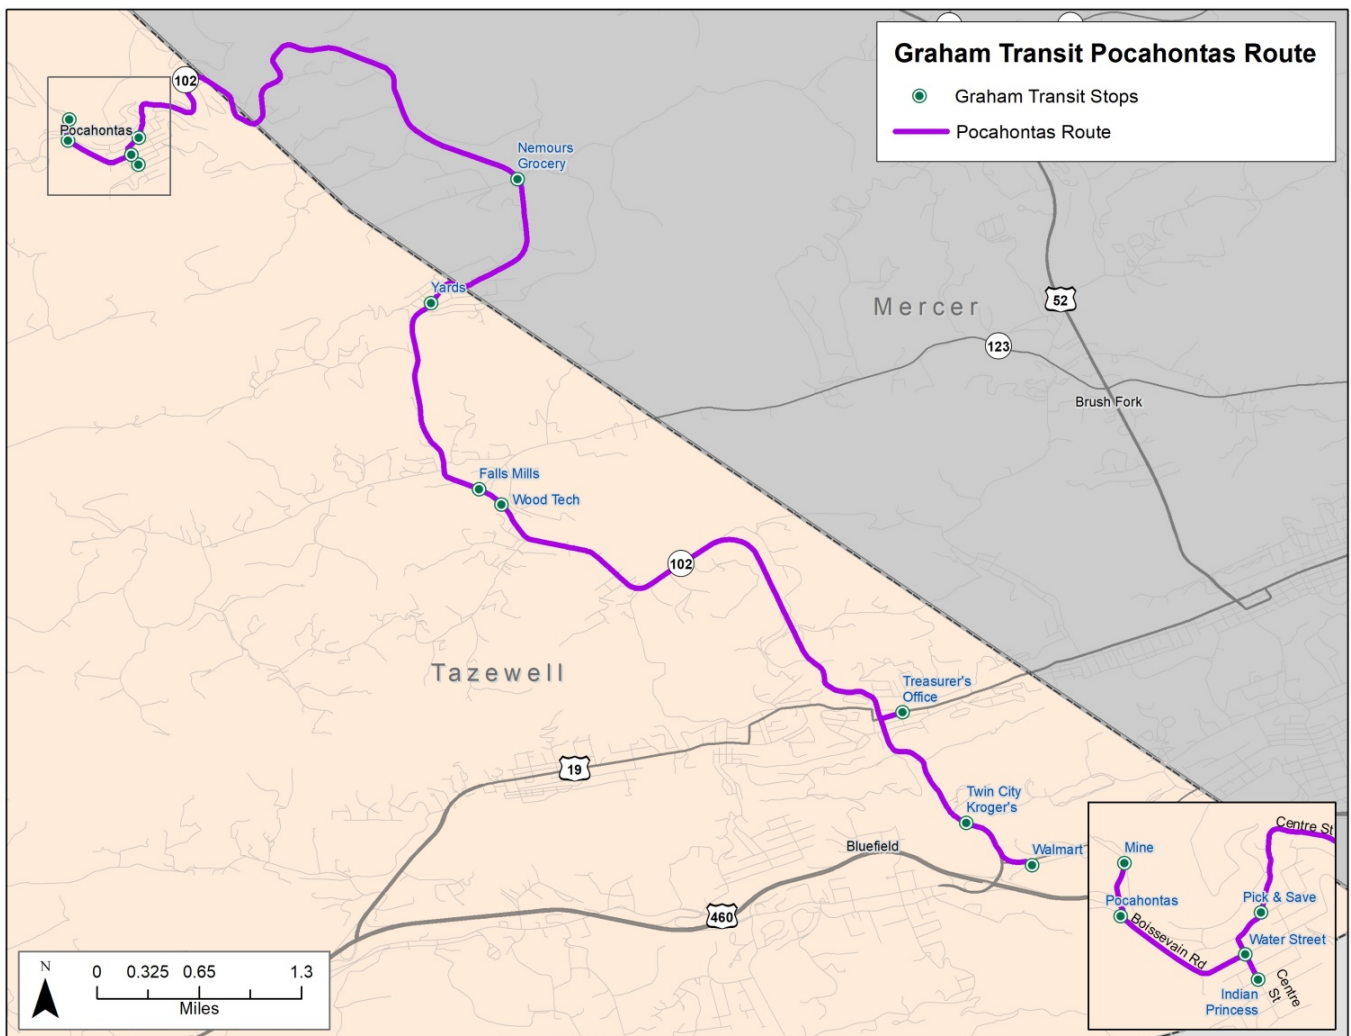 Graham Transit Pocahontas Route
Graham Transit Stops
Pocahontas Route
102
Pocahontas
Nemours
Grocery
Yards
Mercer
52
123
Brush Fork
Falls Mills
Wood Tech
102
Tazewell
Treasurer's
Office
19
Twin City
Kroger's
Bluefield
Walmart
460
N
0 0.325 0.65 1.3
Miles
Centre St
Mine
Pocahontas
Pick & Save
Boissevain Rd
Water Street
Indian
Princess
Centre
St